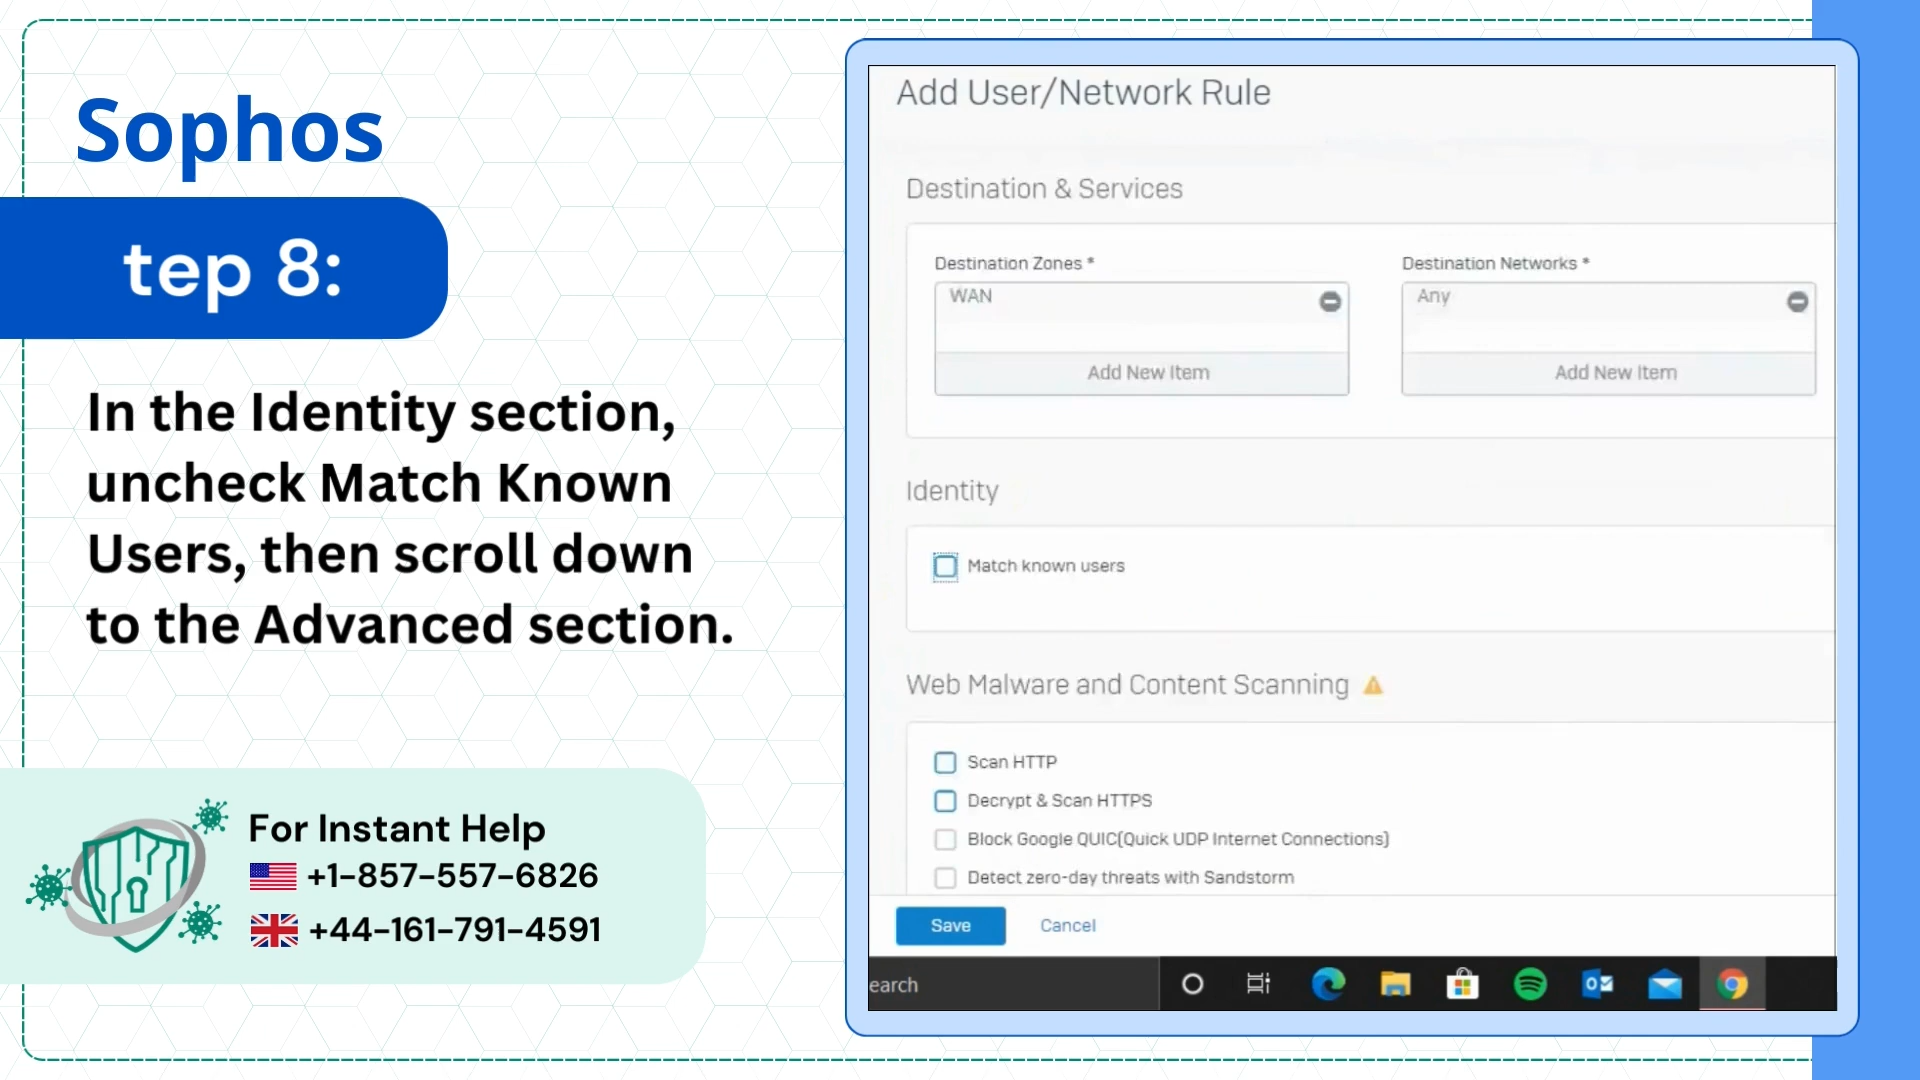 Sophos
tep 8:
In the Identity section,
uncheck Match Known
Users, then scroll down
to the Advanced section.
For Instant Help
+1-857-557-6826
+44-161-791-4591
Add User/Network Rule
Destination & Services
Destination Zones *
WAN
Add New Item
Destination Networks *
Any
Add New Item
Identity
Match known users
Web Malware and Content Scanning
Scan HTTP
Decrypt & Scan HTTPS
Block Google QUIC(Quick UDP Internet Connections)
Detect zero-day threats with Sandstorm
Save Cancel
earch